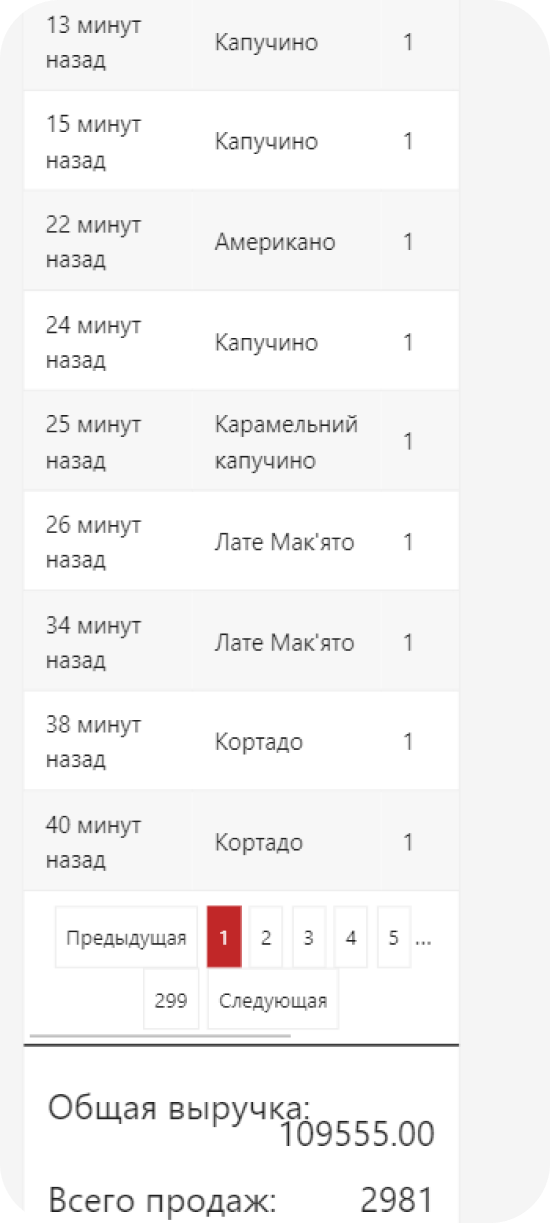 13 минут
назад
Капучино
1
15 минут
назад
Капучино
1
22 минут
назад
Американо
1
24 минут
назад
Капучино
1
25 минут
назад
Карамельний
капучино
1
26 минут
назад
Лате Мак'ято
1
34 минут
назад
Лате Мак'ято
1
38 минут
назад
Кортадо
1
40 минут
назад
Кортадо
1
Предыдущая 1 2 3 4 5 ...
299 Следующая
Общая выручка:
109555.00
Всего продаж: 2981